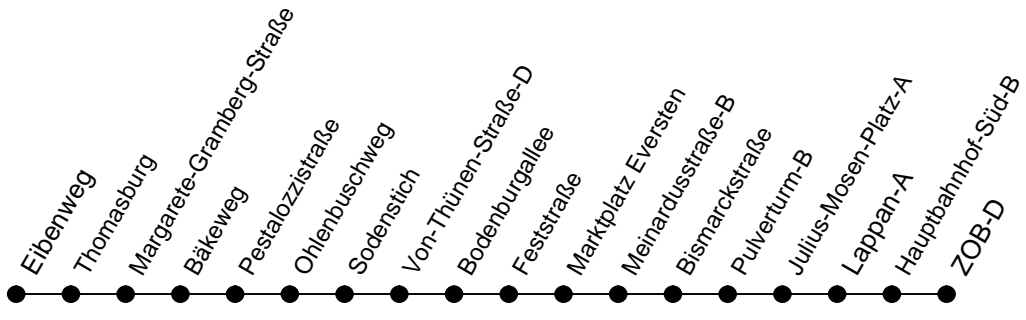 Eibenweg
Thomasburg
Margarete-Gramberg-Straße
Bäkeweg
Pestalozzistraße
Ohlenbuschweg
Sodenstich
Von-Thünen-Straße-D
Bodenburgallee
Feststraße
Marktplatz Eversten
Meinardusstraße-B
Bismarckstraße
Pulverturm-B
Julius-Mosen-Platz-A
Lappan-A
Hauptbahnhof-Süd-B
ZOB-D